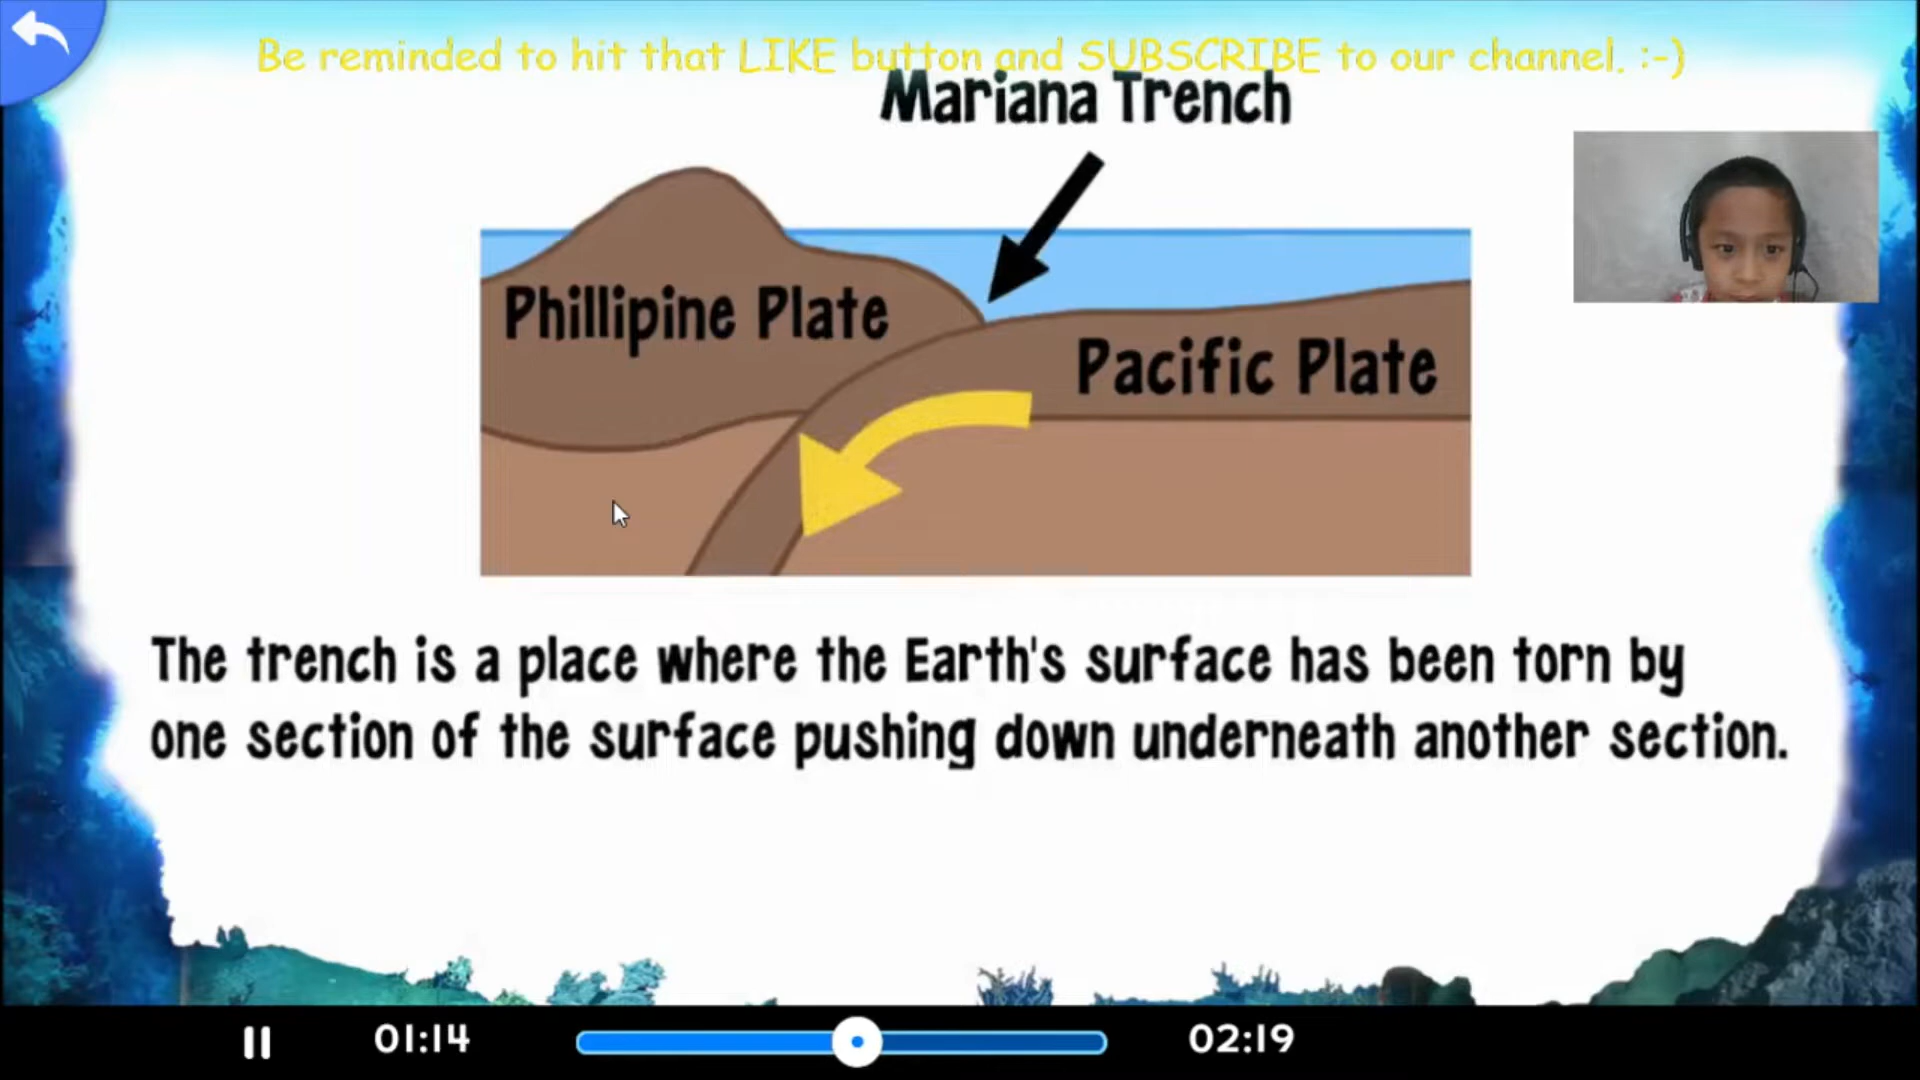 Be reminded to hit that LIKE button and SUBSCRIBE to our channel. :-)
Mariana Trench
Phillipine Plate
Pacific Plate
The trench is a place where the Earth's surface has been torn by
one section of the surface pushing down underneath another section.
01:14
02:19